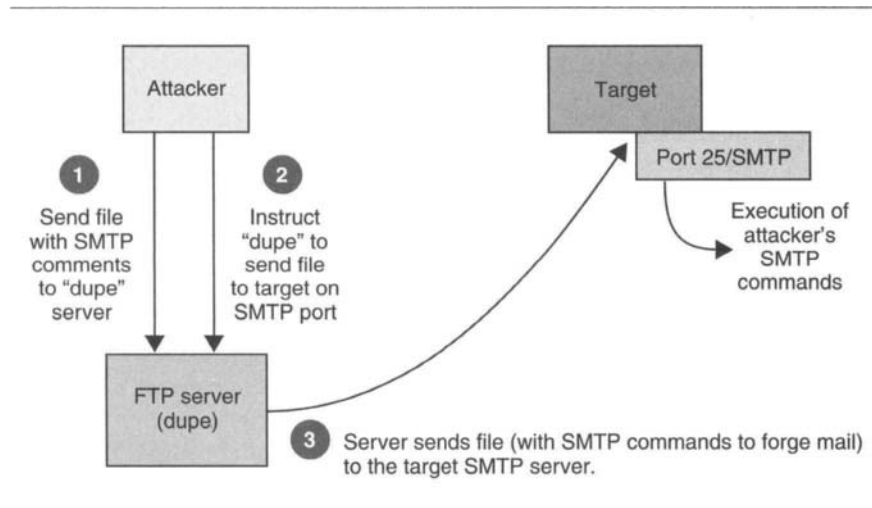 Attacker
Target
Port 25/SMTP
1
Send file
with SMTP
comments
to “dupe”
server
2
Instruct
“dupe” to
send file
to target on
SMTP port
Execution of
attacker's
SMTP
commands
FTP server
(dupe)
3
Server sends file (with SMTP commands to forge mail)
to the target SMTP server.